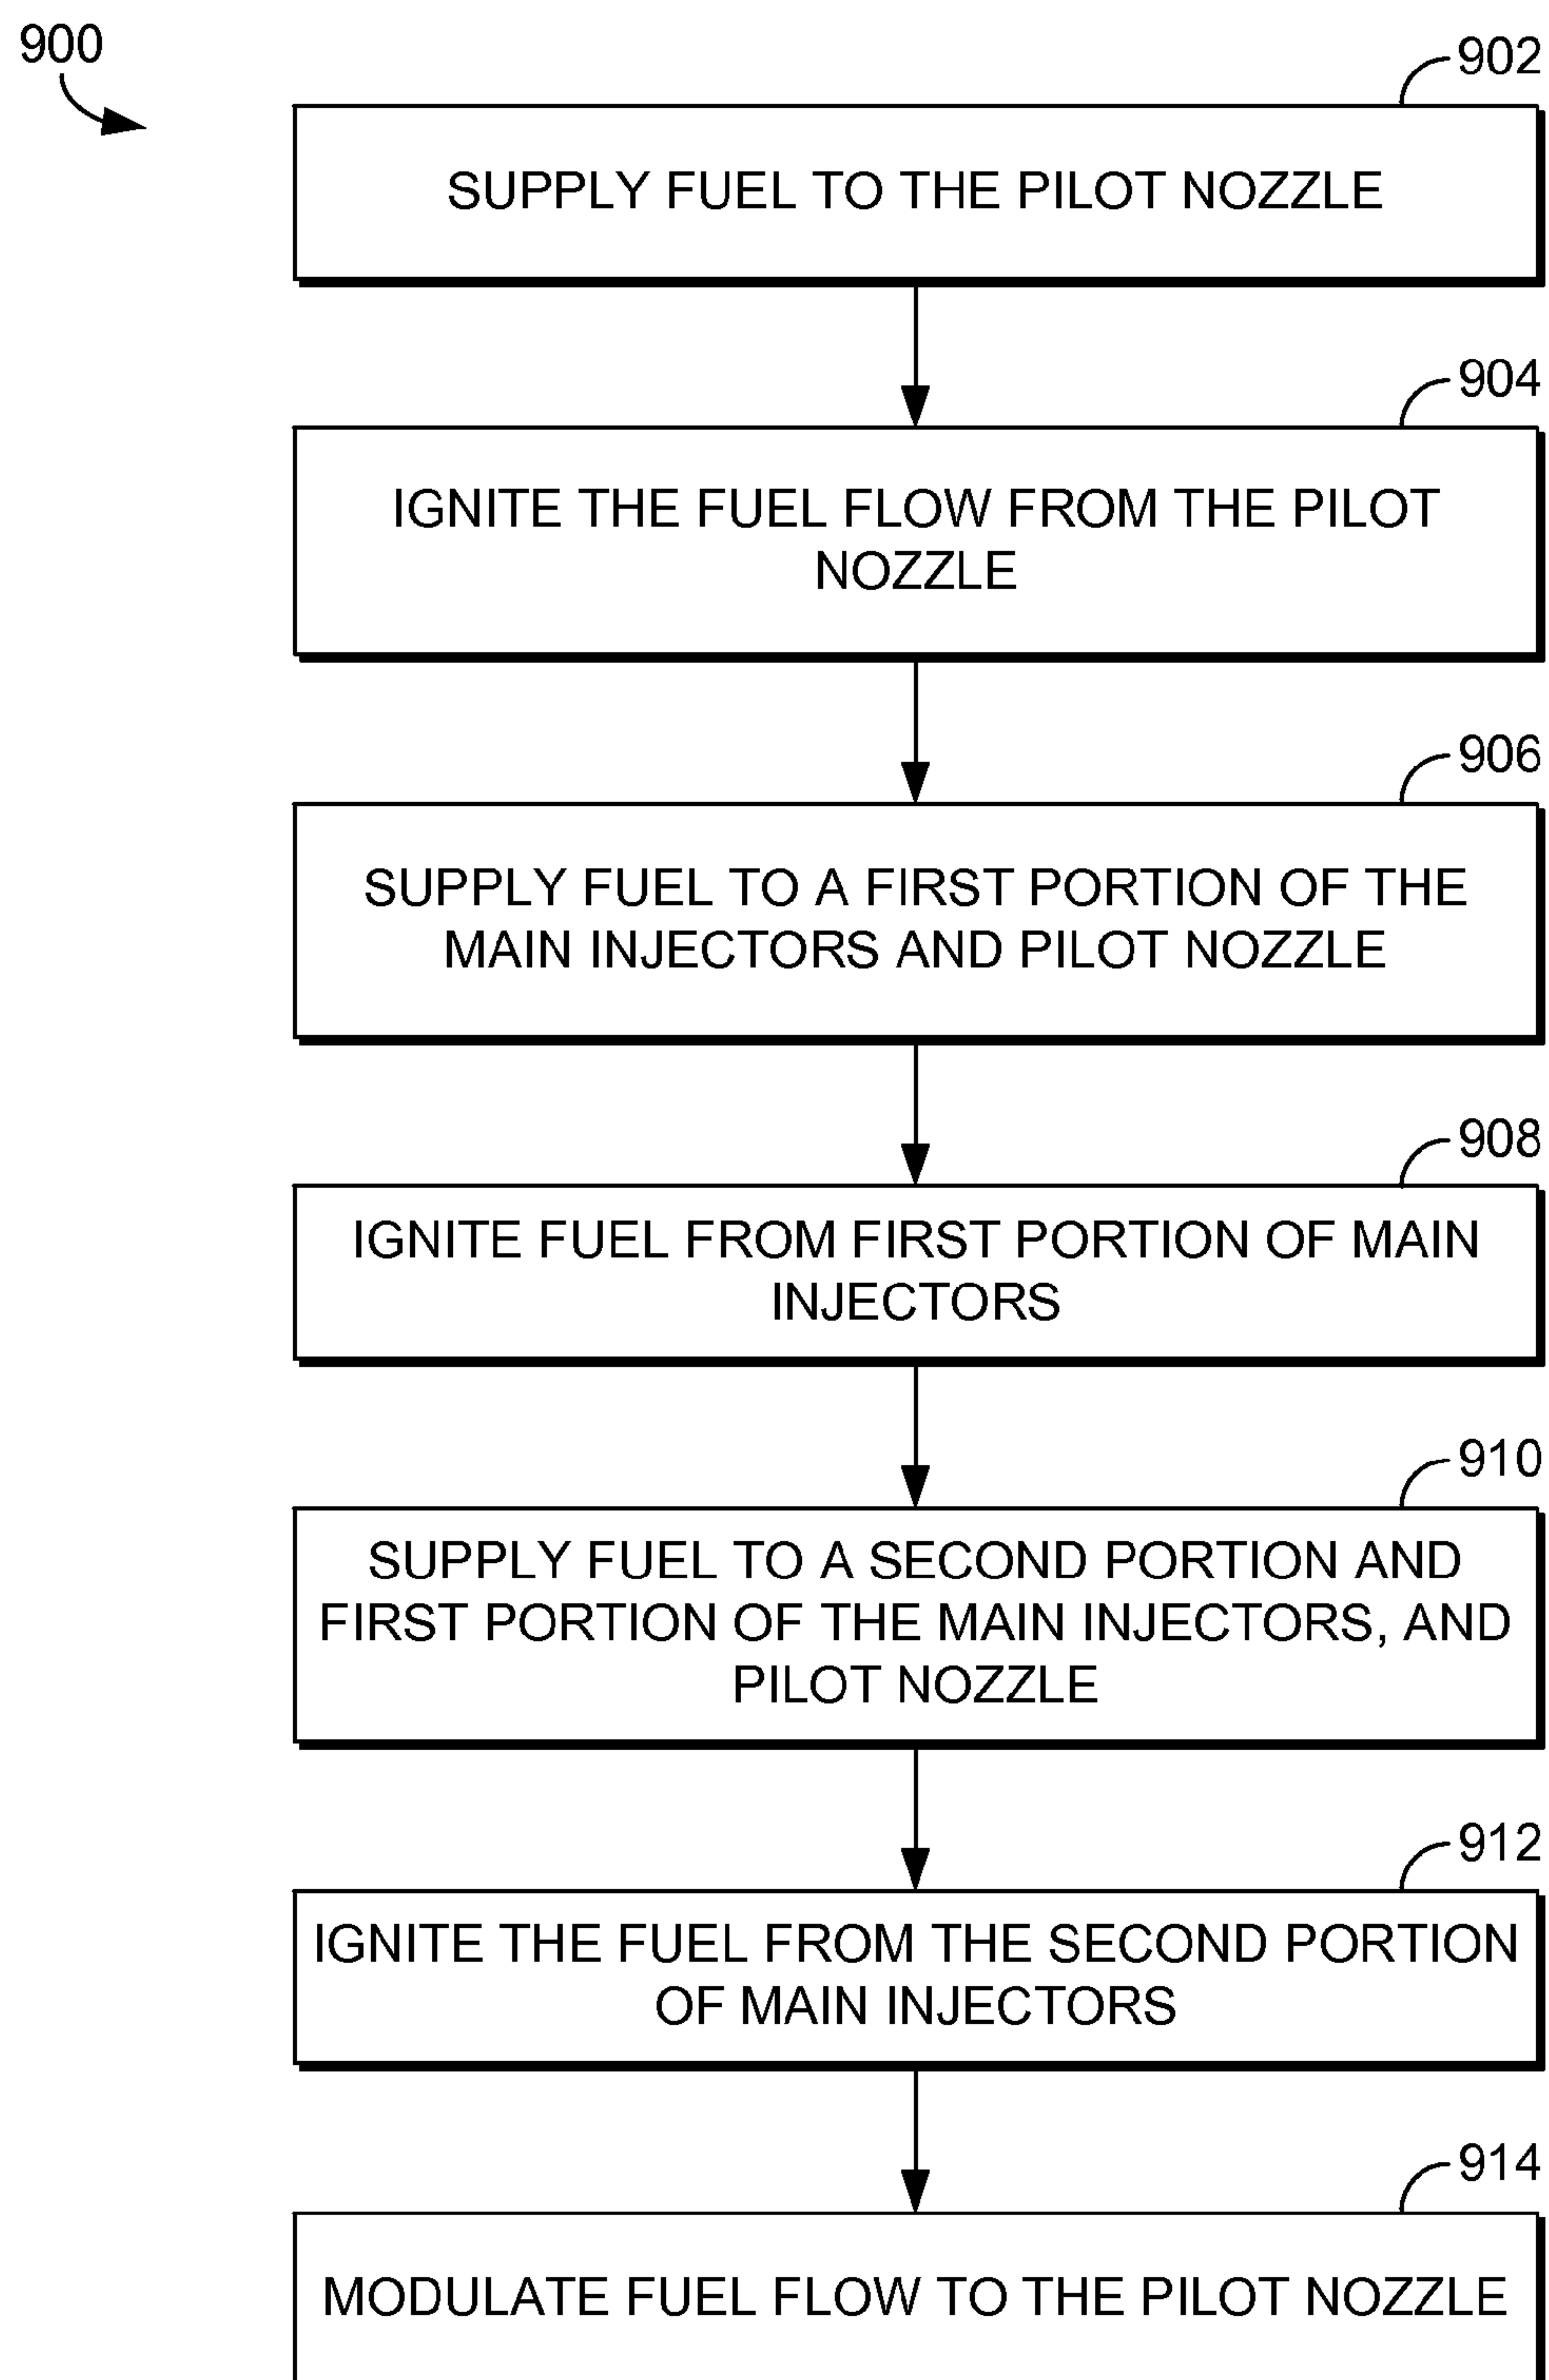 900
902
SUPPLY FUEL TO THE PILOT NOZZLE
904
IGNITE THE FUEL FLOW FROM THE PILOT
NOZZLE
906
SUPPLY FUEL TO A FIRST PORTION OF THE
MAIN INJECTORS AND PILOT NOZZLE
908
IGNITE FUEL FROM FIRST PORTION OF MAIN
INJECTORS
910
SUPPLY FUEL TO A SECOND PORTION AND
FIRST PORTION OF THE MAIN INJECTORS, AND
PILOT NOZZLE
912
IGNITE THE FUEL FROM THE SECOND PORTION
OF MAIN INJECTORS
914
MODULATE FUEL FLOW TO THE PILOT NOZZLE